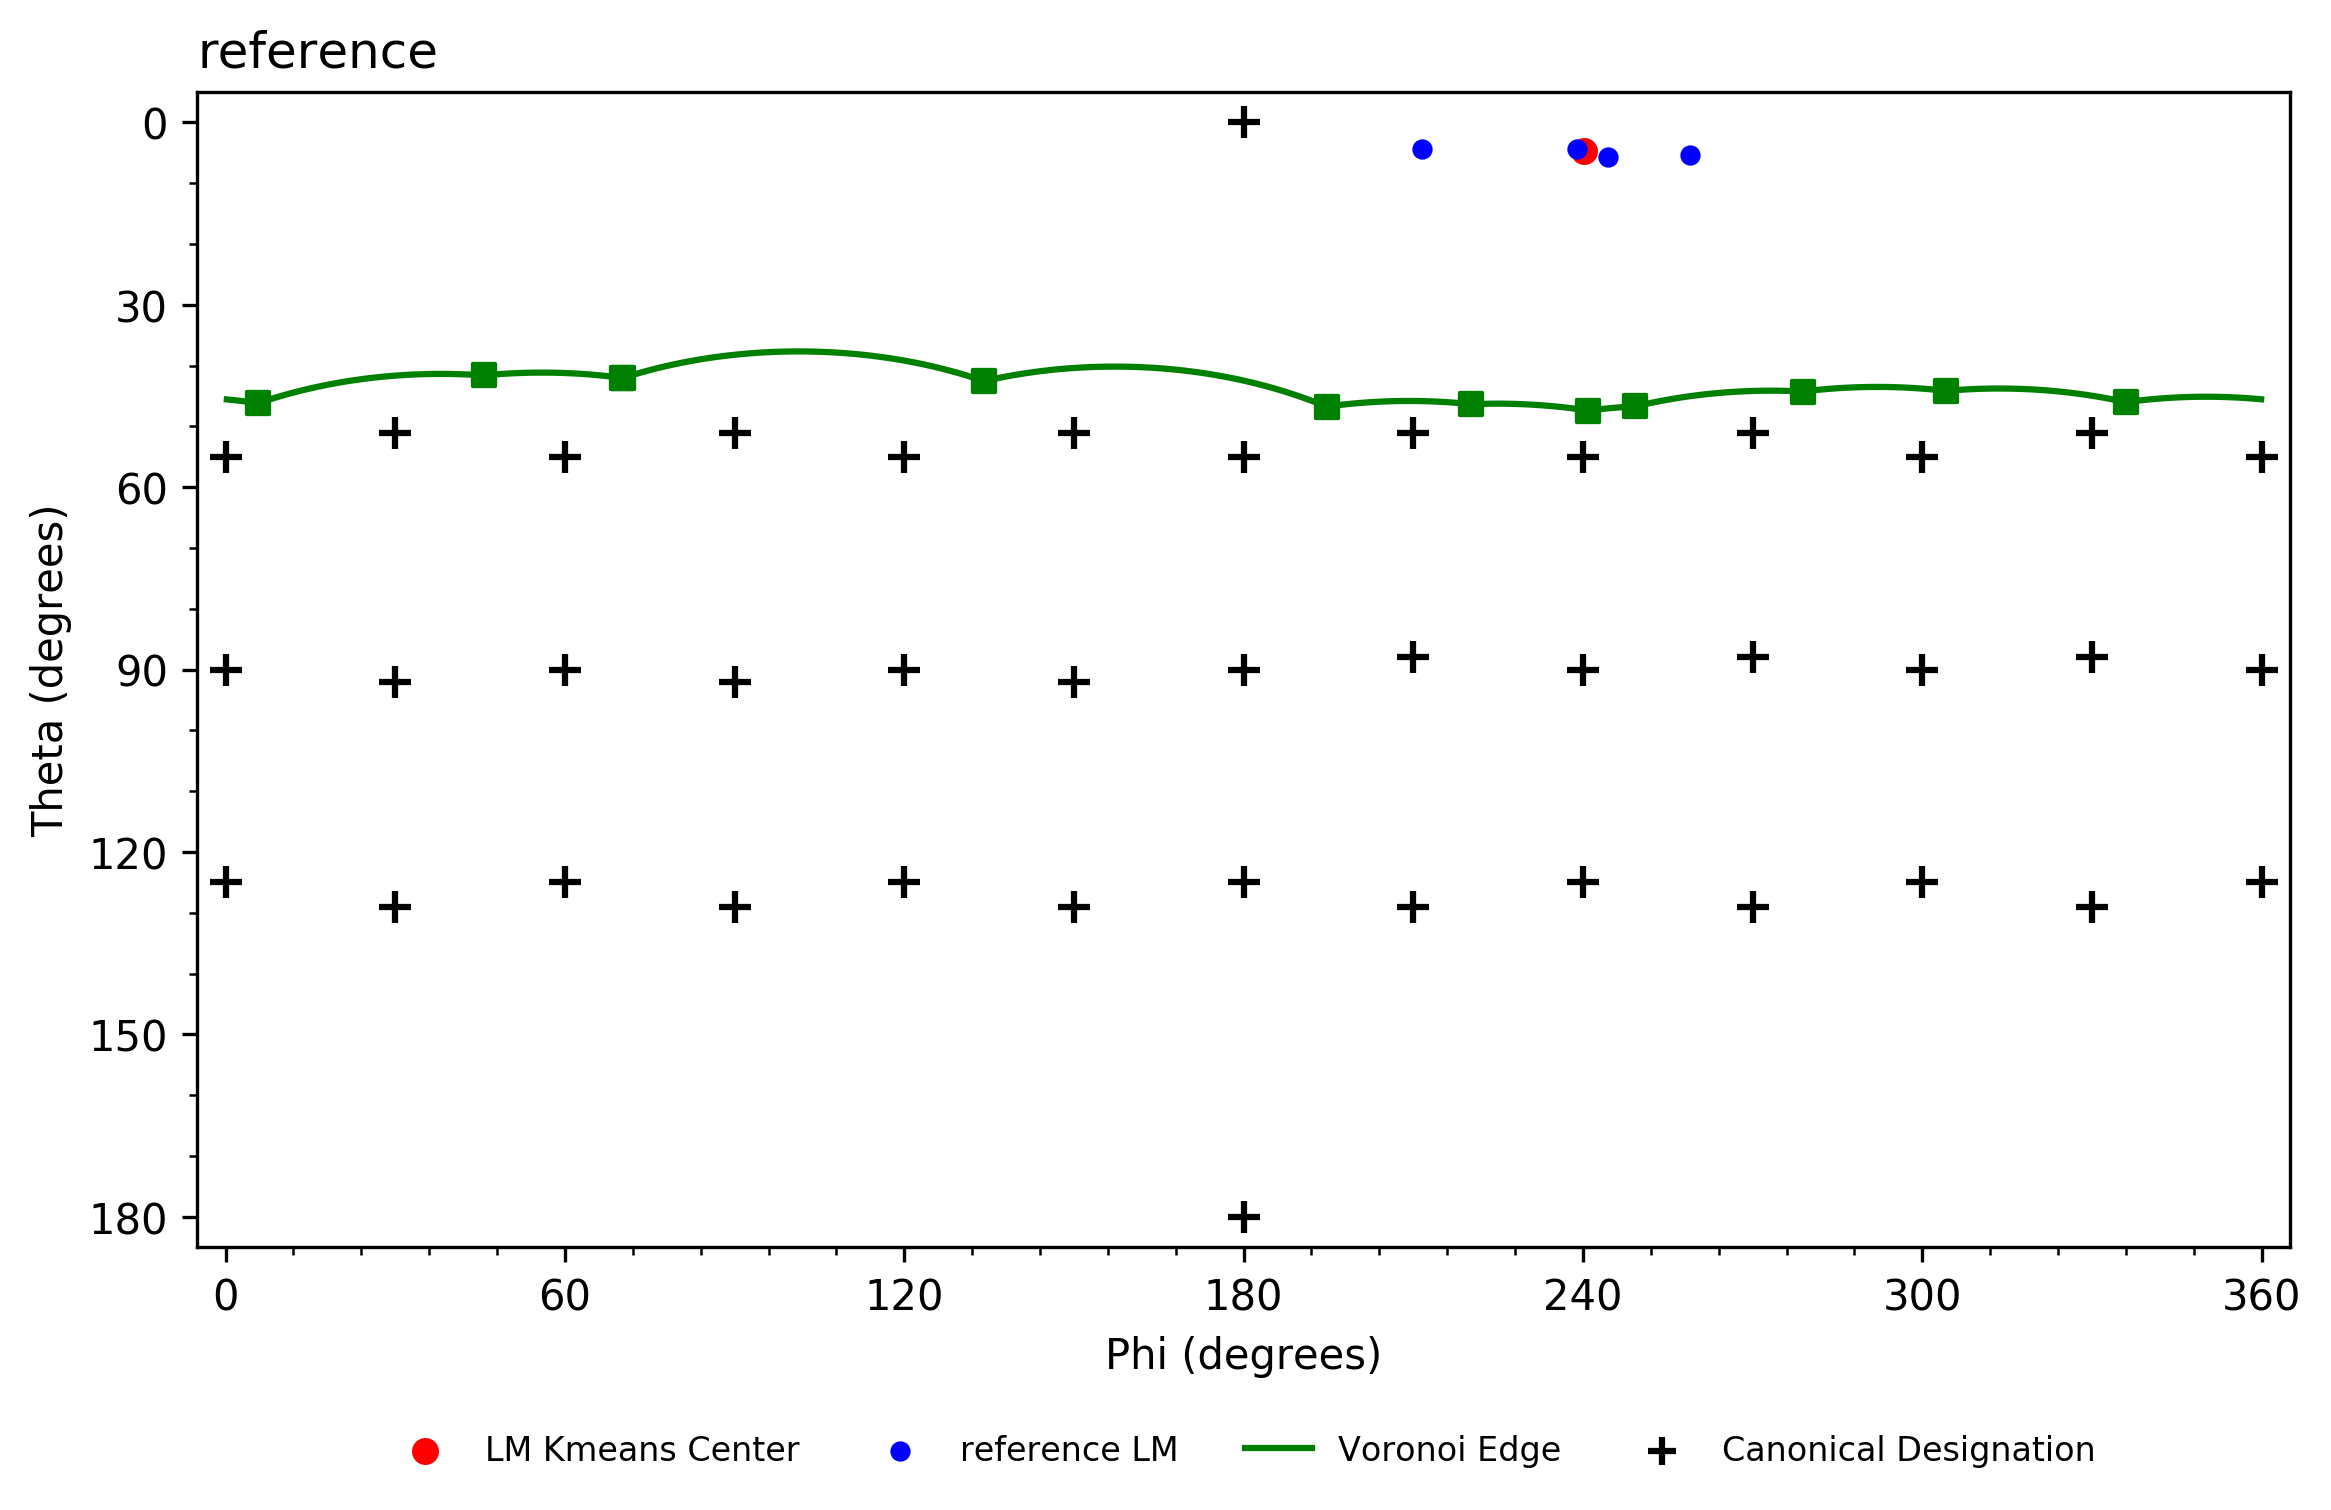 reference
0
30
60
90
120
150
180
Theta (degrees)
0 60 120 180 240 300 360
Phi (degrees)
LM Kmeans Center reference LM Voronoi Edge Canonical Designation